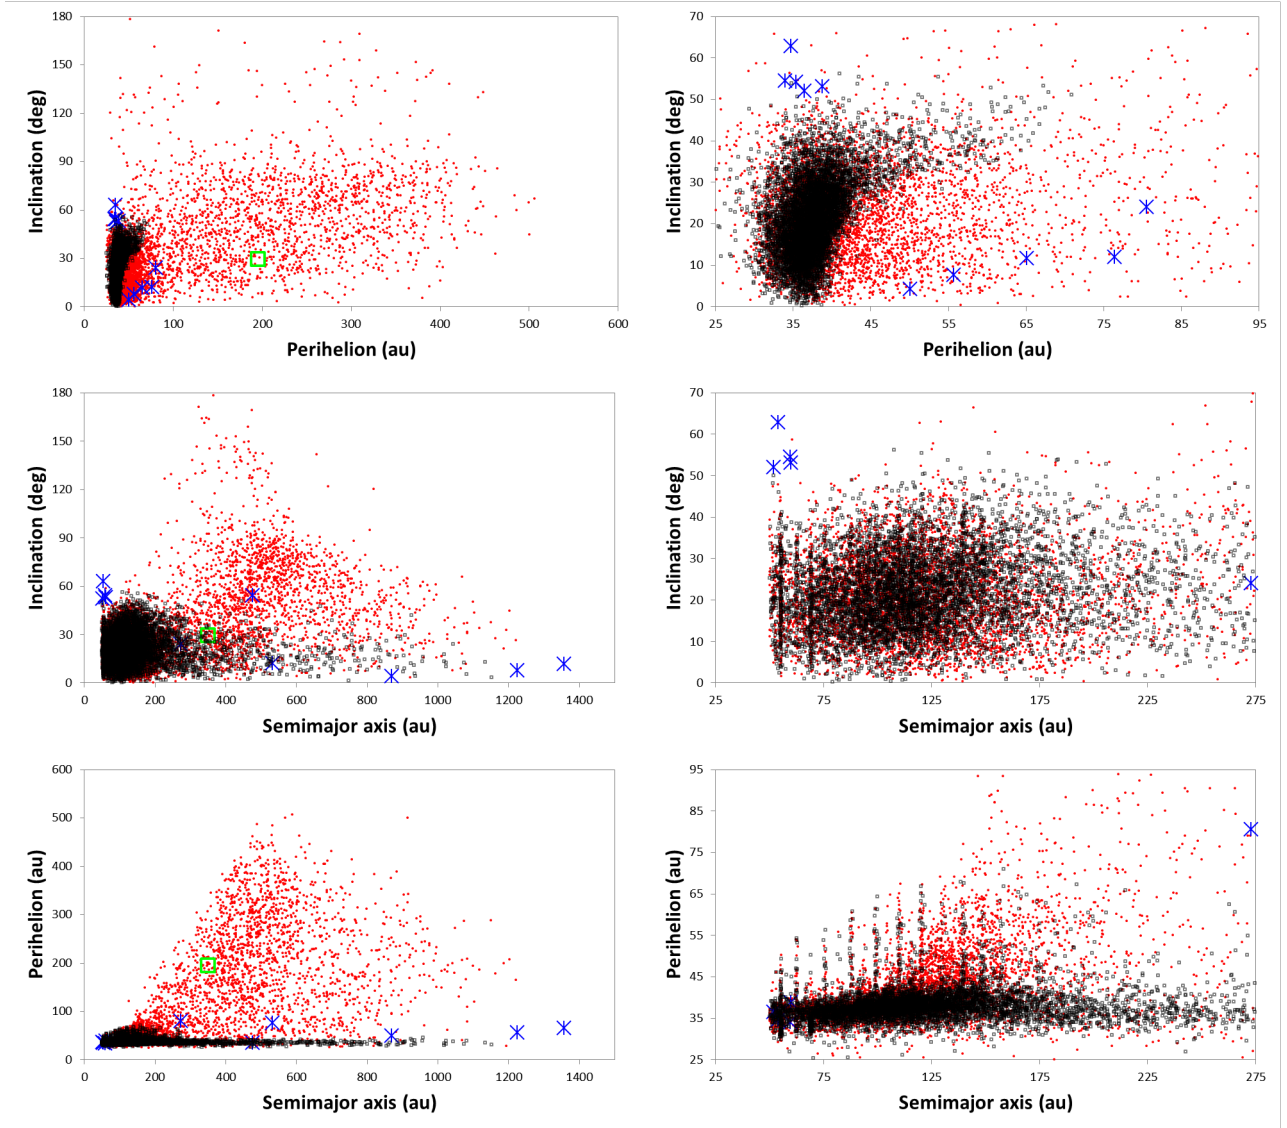 180
150
120
90
60
30
0
Inclination (deg)
0 100 200 300 400 500 600
Perihelion (au)
70
60
50
40
30
20
10
0
Inclination (deg)
25 35 45 55 65 75 85 95
Perihelion (au)
180
150
120
90
60
30
0
Inclination (deg)
0 200 400 600 800 1000 1200 1400
Semimajor axis (au)
70
60
50
40
30
20
10
0
Inclination (deg)
25 75 125 175 225 275
Semimajor axis (au)
600
500
400
300
200
100
0
Perihelion (au)
0 200 400 600 800 1000 1200 1400
Semimajor axis (au)
95
85
75
65
55
45
35
25
Perihelion (au)
25 75 125 175 225 275
Semimajor axis (au)